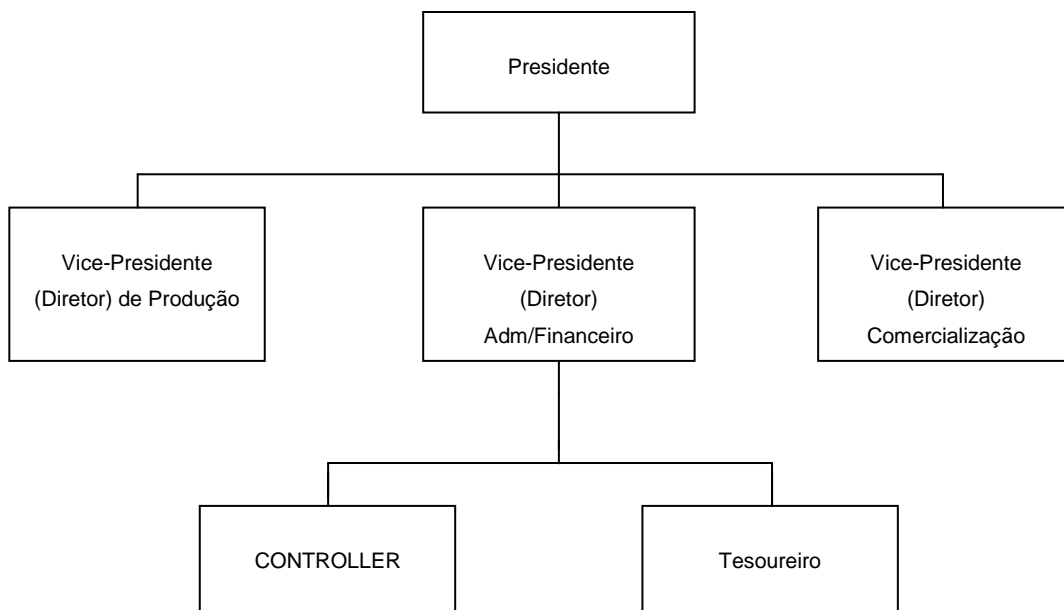 Presidente
Vice-Presidente
(Diretor) de Produção
Vice-Presidente
(Diretor)
Adm/Financeiro
Vice-Presidente
(Diretor)
Comercialização
CONTROLLER
Tesoureiro